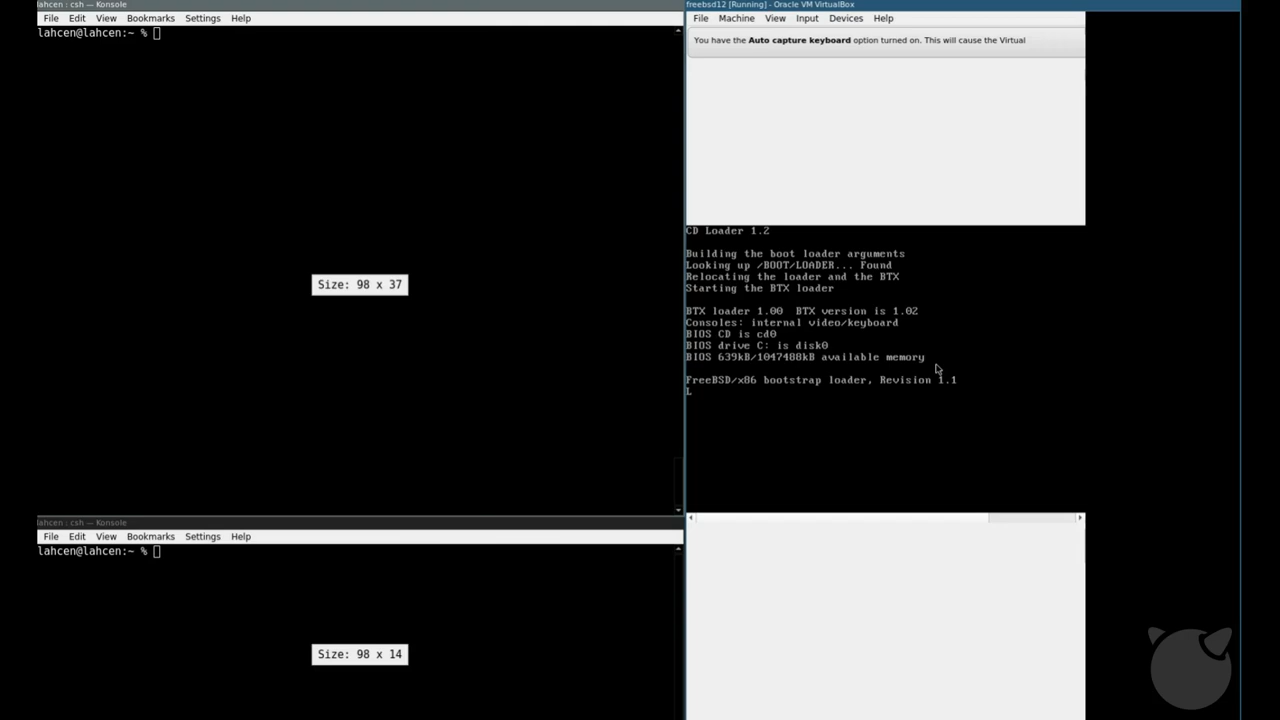 lahcen : csh — Konsole
File Edit View Bookmarks Settings Help
lahcen@lahcen:~ %
Size: 98 x 37
lahcen : csh — Konsole
File Edit View Bookmarks Settings Help
lahcen@lahcen:~ %
Size: 98 x 14
freebsd12 [Running] - Oracle VM VirtualBox
File Machine View Input Devices Help
You have the Auto capture keyboard option turned on. This will cause the Virtual
CD Loader 1.2
Building the boot loader arguments
Looking up /BOOT/LOADER... Found
Relocating the loader and the BTX
Starting the BTX loader
BTX loader 1.00 BTX version is 1.02
Consoles: internal video/keyboard
BIOS CD is cd0
BIOS drive C: is disk0
BIOS 639kB/1047488kB available memory
FreeBSD/x86 bootstrap loader, Revision 1.1
L